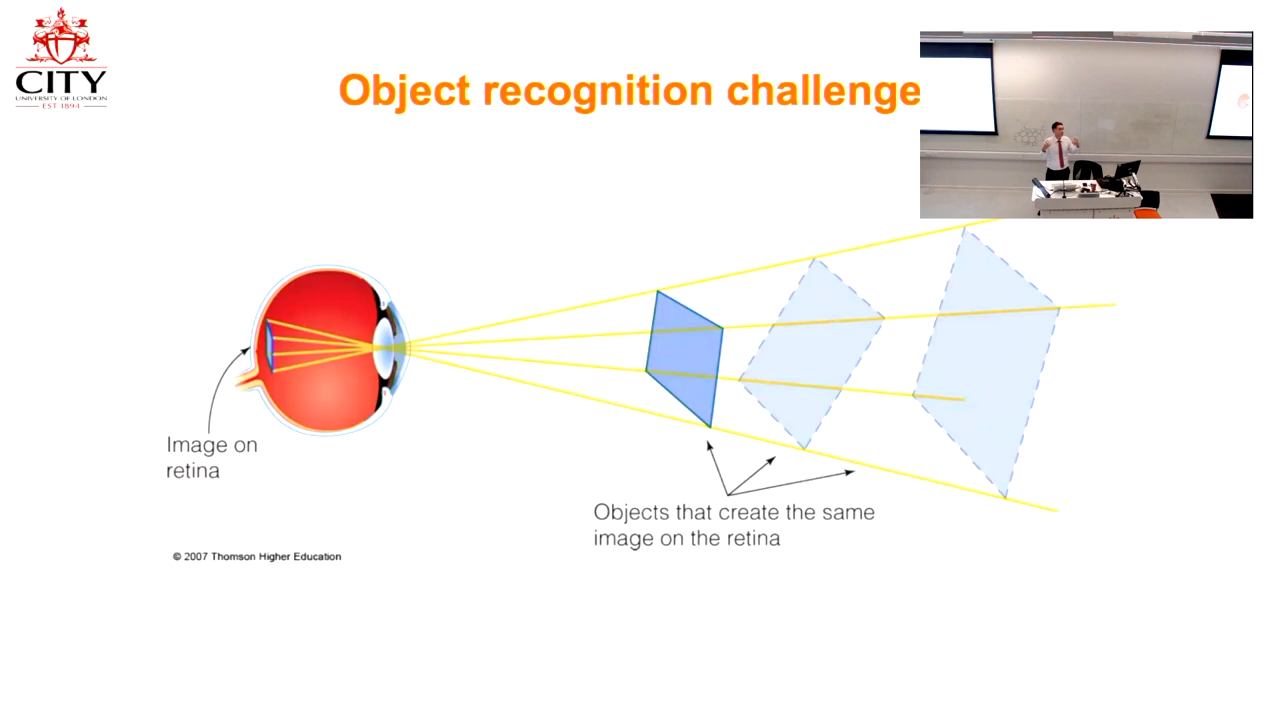 CITY
UNIVERSITY OF LONDON
EST 1894
Object recognition challenge
Image on
retina
Objects that create the same
image on the retina
© 2007 Thomson Higher Education